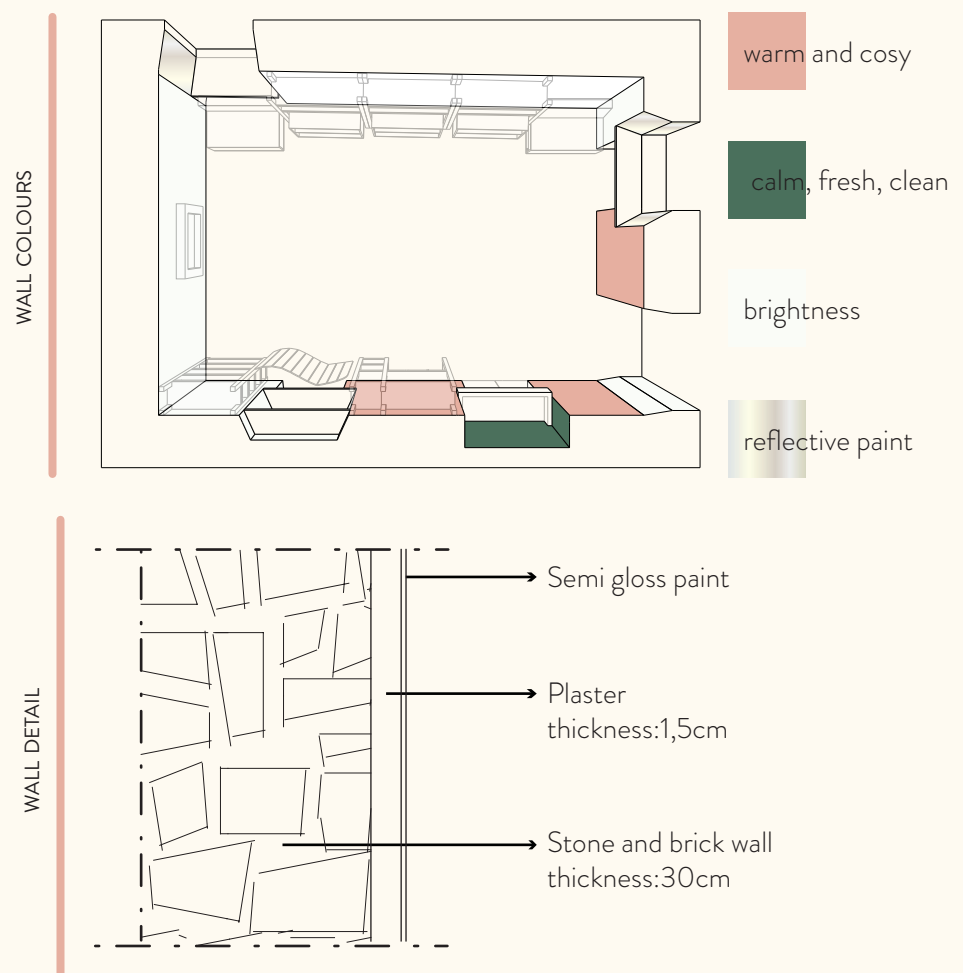 WALL COLOURS
warm and cosy
calm, fresh, clean
brightness
reflective paint
WALL DETAIL
Semi gloss paint
Plaster
thickness:1,5cm
Stone and brick wall
thickness:30cm